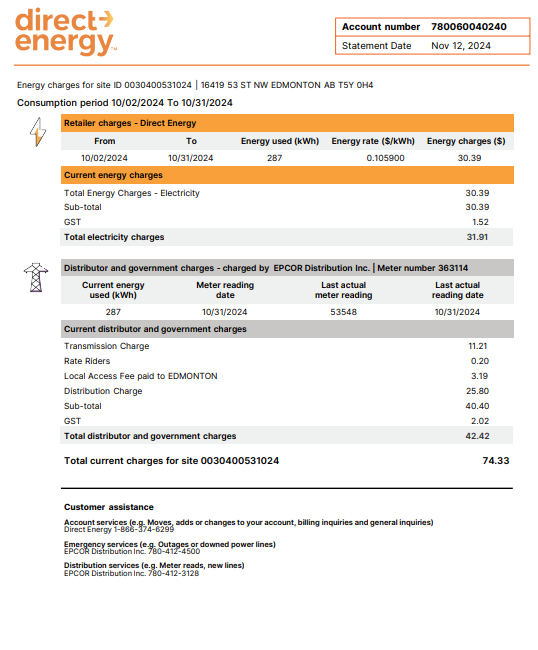 direct
energy™
Account number 780060040240
Statement Date Nov 12, 2024
Energy charges for site ID 0030400531024 | 16419 53 ST NW EDMONTON AB T5Y 0H4
Consumption period 10/02/2024 To 10/31/2024
Retailer charges - Direct Energy
From To Energy used (kWh) Energy rate ($/kWh) Energy charges ($)
10/02/2024 10/31/2024 287 0.105900 30.39
Current energy charges
Total Energy Charges - Electricity 30.39
Sub-total 30.39
GST 1.52
Total electricity charges 31.91
Distributor and government charges - charged by EPCOR Distribution Inc. | Meter number 363114
Current energy Meter reading Last actual Last actual
used (kWh) date meter reading reading date
287 10/31/2024 53548 10/31/2024
Current distributor and government charges
Transmission Charge 11.21
Rate Riders 0.20
Local Access Fee paid to EDMONTON 3.19
Distribution Charge 25.80
Sub-total 40.40
GST 2.02
Total distributor and government charges 42.42
Total current charges for site 0030400531024 74.33
Customer assistance
Account services (e.g. Moves, adds or changes to your account, billing inquiries and general inquiries)
Direct Energy 1-866-374-6299
Emergency services (e.g. Outages or downed power lines)
EPCOR Distribution Inc. 780-412-4500
Distribution services (e.g. Meter reads, new lines)
EPCOR Distribution Inc. 780-412-3128